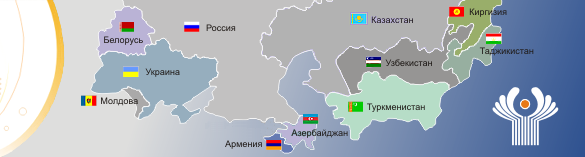 Киргизия
Казахстан
Россия
Белорусь
Таджикистан
Узбекистан
Украина
Молдова
Туркменистан
Азербайджан
Армения